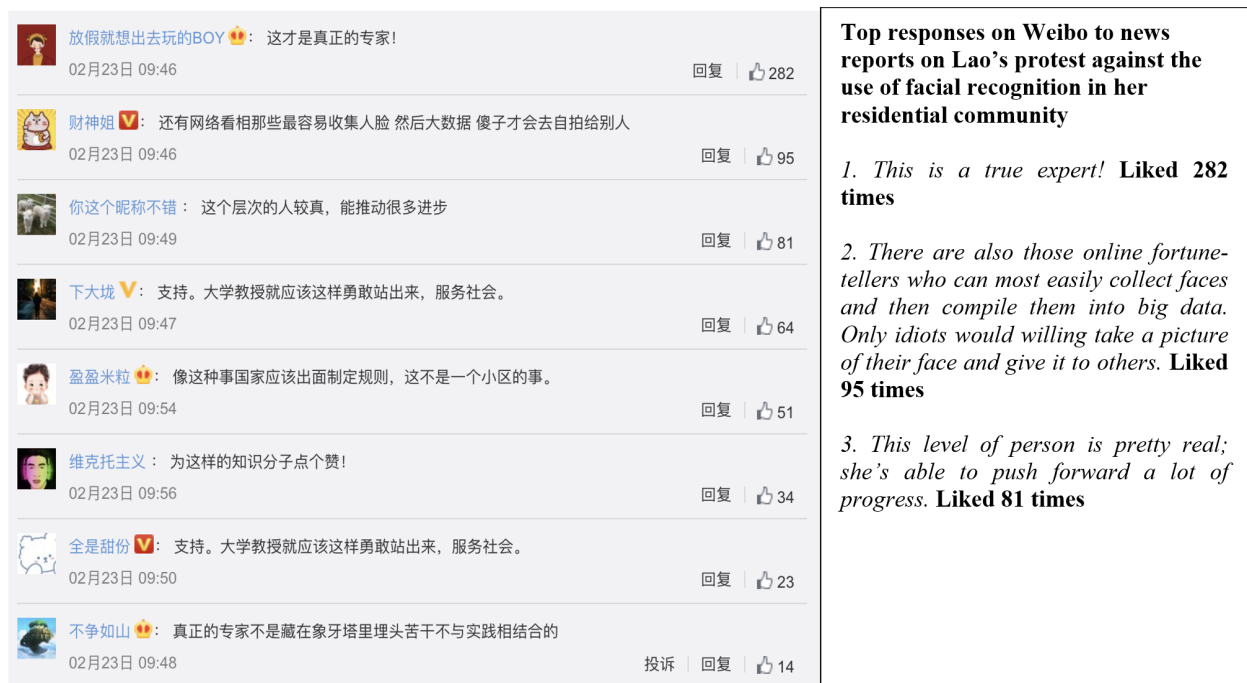 放假就想出去玩的BOY：这才是真正的专家！
02月23日 09:46
回复 282
财神姐：还有网络看相那些最容易收集人脸 然后大数据 傻子才会去自拍给别人
02月23日 09:46
回复 95
你这个昵称不错：这个层次的人较真，能推动很多进步
02月23日 09:49
回复 81
下大垅：支持。大学教授就应该这样勇敢站出来，服务社会。
02月23日 09:47
回复 64
盈盈米粒：像这种事国家应该出面制定规则，这不是一个小区的事。
02月23日 09:54
回复 51
维克托主义：为这样的知识分子点个赞！
02月23日 09:56
回复 34
全是甜份：支持。大学教授就应该这样勇敢站出来，服务社会。
02月23日 09:50
回复 23
不争如山：真正的专家不是藏在象牙塔里埋头苦干不与实践相结合的
02月23日 09:48
投诉 回复 14
Top responses on Weibo to news
reports on Lao’s protest against the
use of facial recognition in her
residential community
1. This is a true expert! Liked 282
times
2. There are also those online fortune-
tellers who can most easily collect faces
and then compile them into big data.
Only idiots would willing take a picture
of their face and give it to others. Liked
95 times
3. This level of person is pretty real;
she’s able to push forward a lot of
progress. Liked 81 times